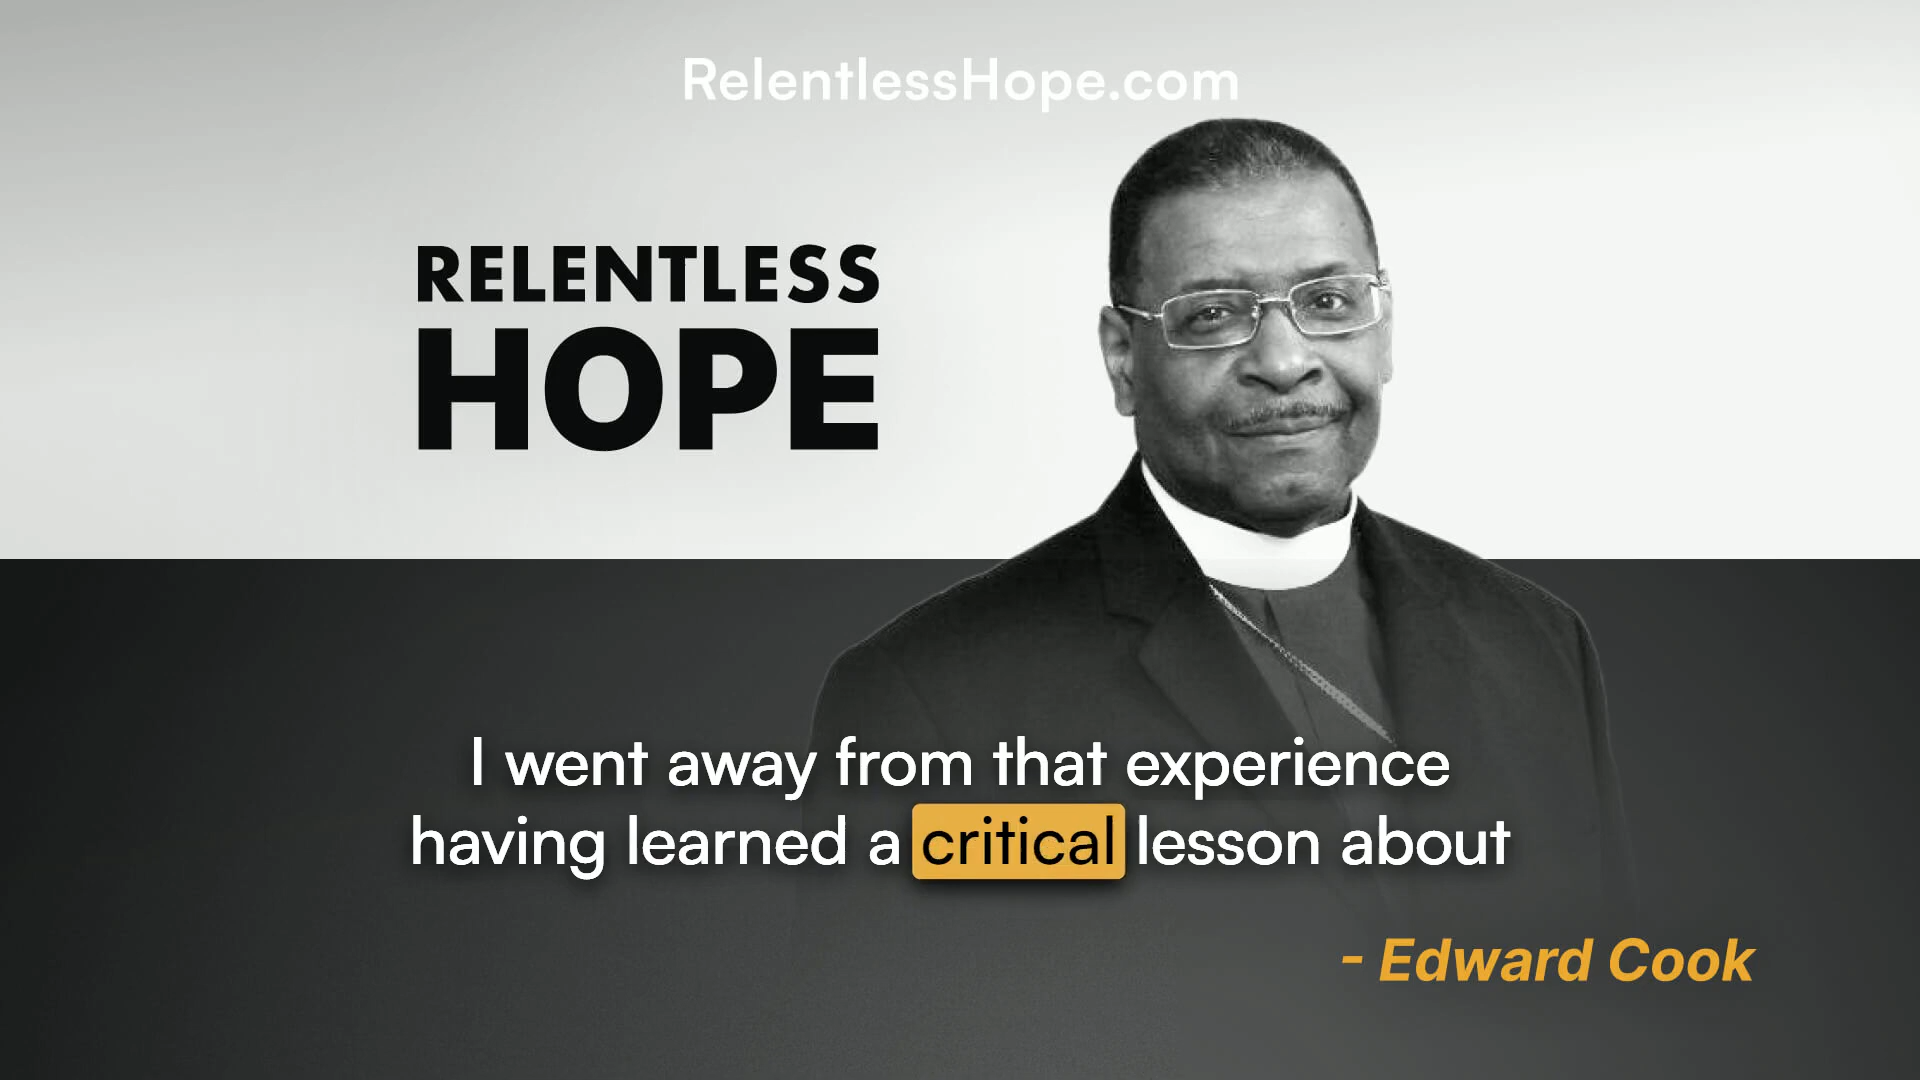 RelentlessHope.com
RELENTLESS
HOPE
I went away from that experience
having learned a critical lesson about
- Edward Cook